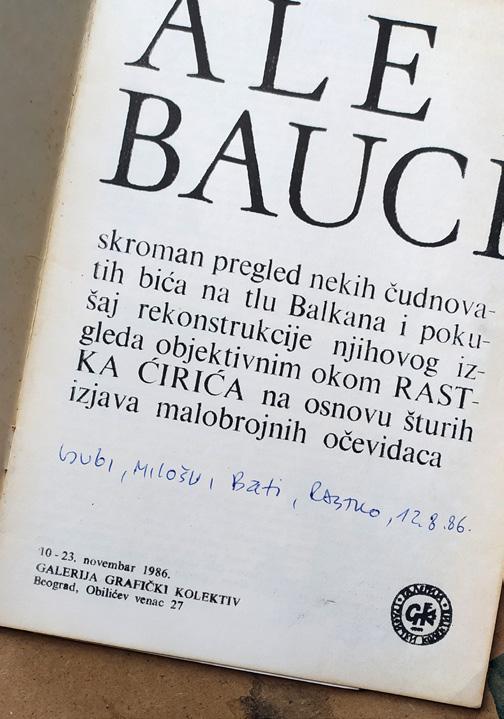 ALE
BAUCI
skroman pregled nekih čudnova-
tih bića na tlu Balkana i poku-
šaj rekonstrukcije njihovog iz-
gleda objektivnim okom RAST-
KA ĆIRIĆA na osnovu šturih
izjava malobrojnih očevidaca
LJUBI, MILOŠU I BATI, RASTKO, 12.8.86.
10-23. novembar 1986.
GALERIJA GRAFIČKI KOLEKTIV
Beograd, Obilićev venac 27